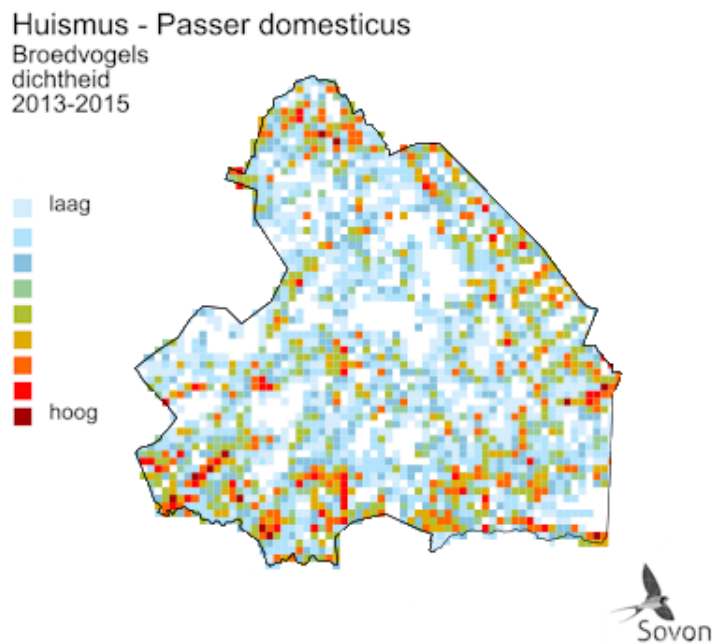 Huismus - Passer domesticus
Broedvogels
dichtheid
2013-2015
laag
hoog
Sovon